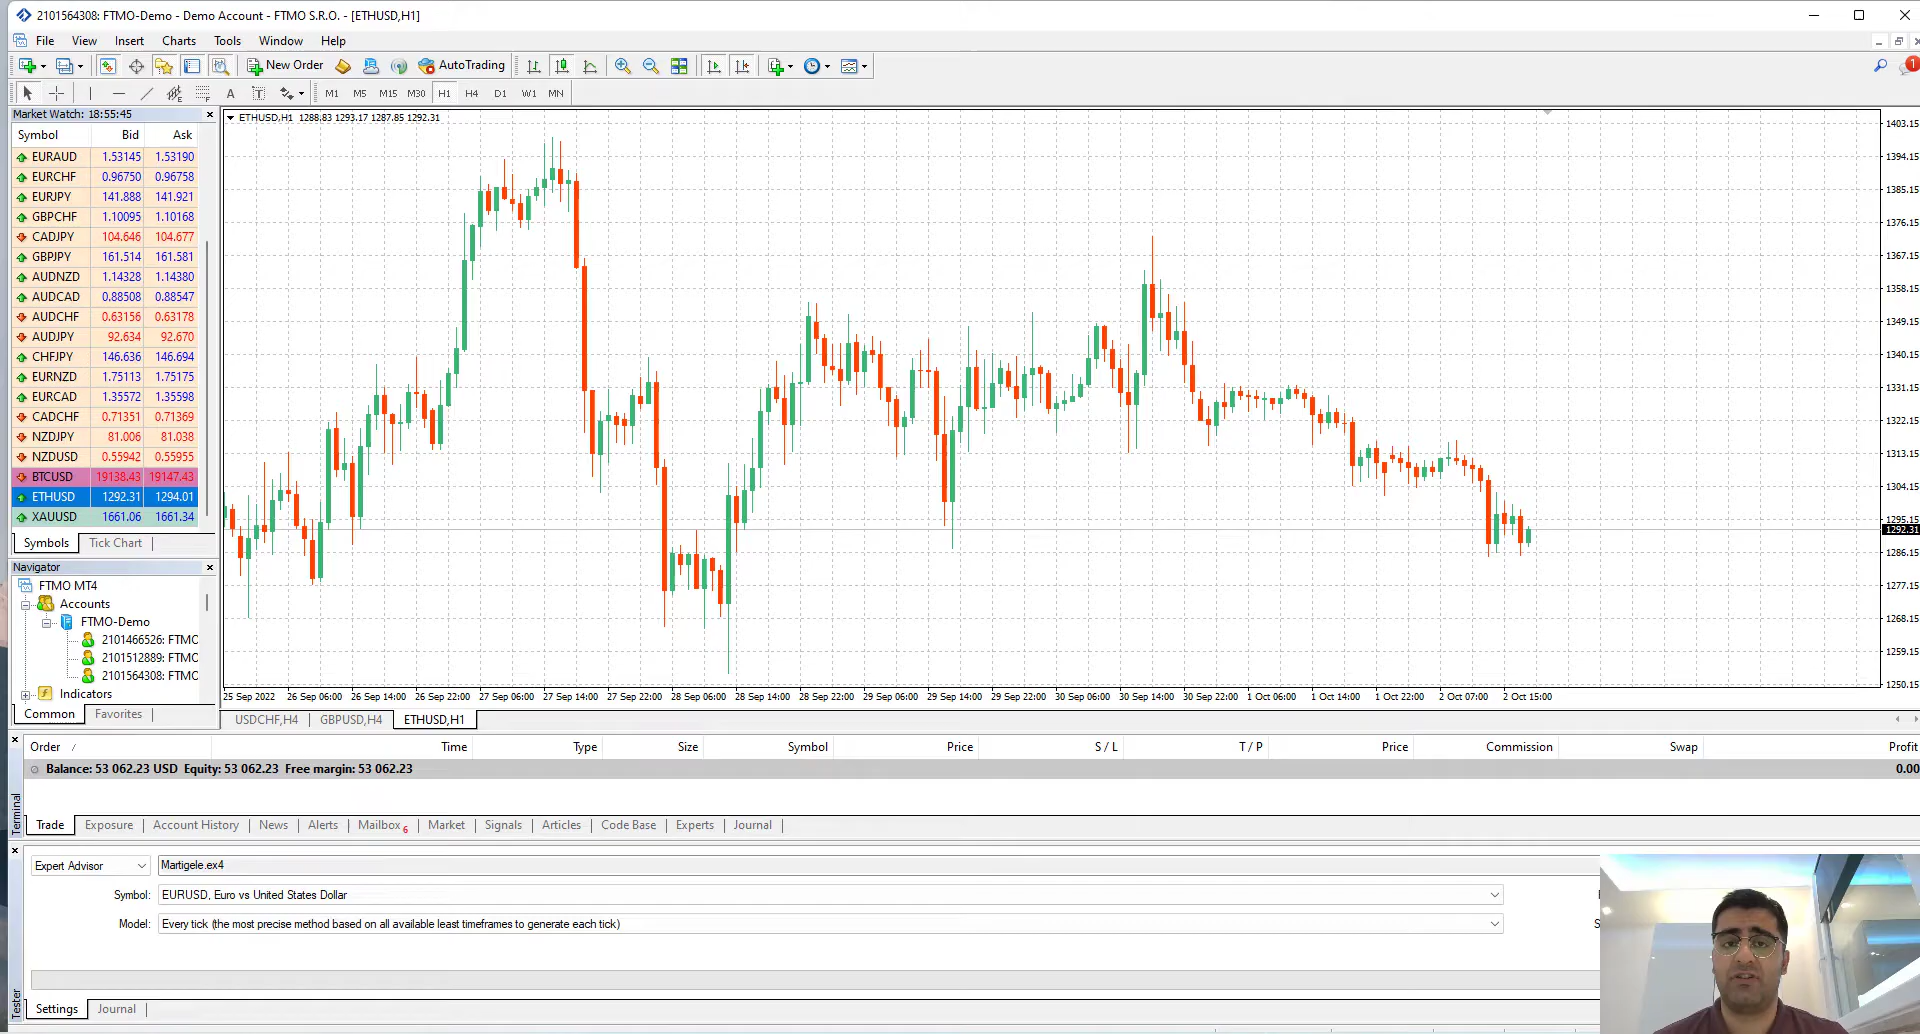 2101564308: FTMO-Demo - Demo Account - FTMO S.R.O. - [ETHUSD,H1]
File View Insert Charts Tools Window Help
New Order AutoTrading 1
A T M1 M5 M15 M30 H1 H4 D1 W1 MN
Market Watch: 18:55:45
Symbol Bid Ask
EURAUD 1.53145 1.53190
EURCHF 0.96750 0.96758
EURJPY 141.888 141.921
GBPCHF 1.10095 1.10168
CADJPY 104.646 104.677
GBPJPY 161.514 161.581
AUDNZD 1.14328 1.14380
AUDCAD 0.88508 0.88547
AUDCHF 0.63156 0.63178
AUDJPY 92.634 92.670
CHFJPY 146.636 146.694
EURNZD 1.75113 1.75175
EURCAD 1.35572 1.35598
CADCHF 0.71351 0.71369
NZDJPY 81.006 81.038
NZDUSD 0.55942 0.55955
BTCUSD 19138.43 19147.43
ETHUSD 1292.31 1294.01
XAUUSD 1661.06 1661.34
Symbols Tick Chart
Navigator
FTMO MT4
Accounts
FTMO-Demo
2101466526: FTMO
2101512889: FTMO
2101564308: FTMO
Indicators
Common Favorites
ETHUSD,H1 1288.83 1293.17 1287.85 1292.31
1403.15
1394.15
1385.15
1376.15
1367.15
1358.15
1349.15
1340.15
1331.15
1322.15
1313.15
1304.15
1295.15
1292.31
1286.15
1277.15
1268.15
1259.15
1250.15
25 Sep 2022 26 Sep 06:00 26 Sep 14:00 26 Sep 22:00 27 Sep 06:00 27 Sep 14:00 27 Sep 22:00 28 Sep 06:00 28 Sep 14:00 28 Sep 22:00 29 Sep 06:00 29 Sep 14:00 29 Sep 22:00 30 Sep 06:00 30 Sep 14:00 30 Sep 22:00 1 Oct 06:00 1 Oct 14:00 1 Oct 22:00 2 Oct 07:00 2 Oct 15:00
USDCHF,H4 GBPUSD,H4 ETHUSD,H1
Order / Time Type Size Symbol Price S / L T / P Price Commission Swap Profit
Balance: 53 062.23 USD Equity: 53 062.23 Free margin: 53 062.23 0.00
Terminal
Trade Exposure Account History News Alerts Mailbox 6 Market Signals Articles Code Base Experts Journal
Expert Advisor Martigele.ex4
Symbol: EURUSD, Euro vs United States Dollar
Model: Every tick (the most precise method based on all available least timeframes to generate each tick)
Tester
Settings Journal